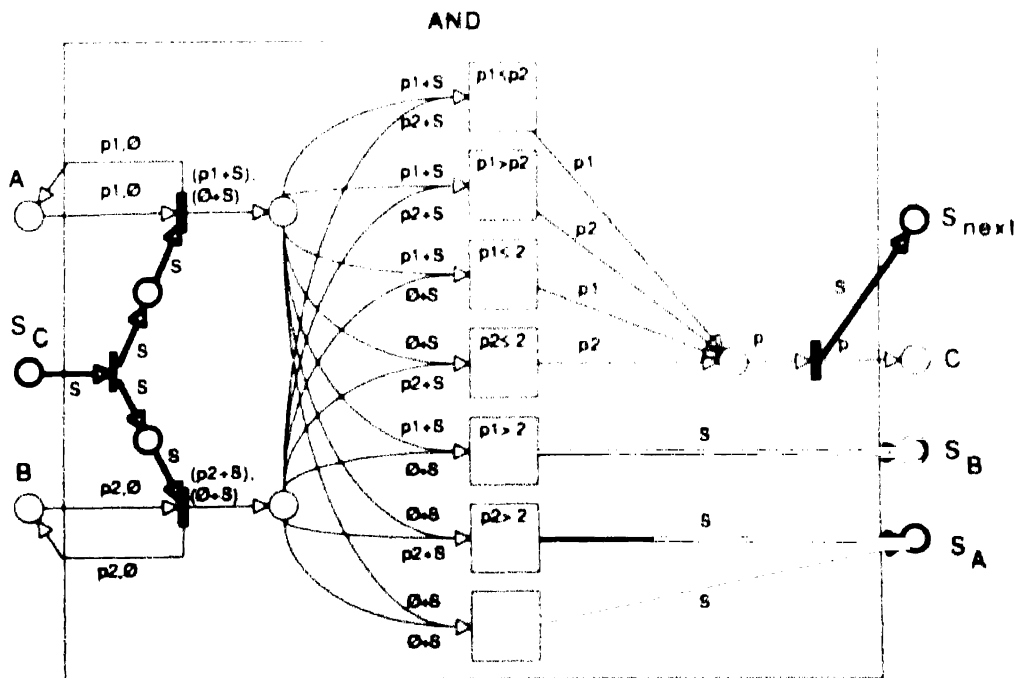 AND
p1<p2
p1+S
p2+S
p1,Ø
(p1+S),
(Ø+S)
A
p1,Ø
p1>p2
p1+S
p2+S
p1
p2
S next
S
p1≤2
p1+S
Ø+S
p1
S
S C
S
S
S
p2≤2
Ø+S
p2+S
p2
p
p
C
S
p1>2
p1+S
Ø+S
S
S B
B
p2,Ø
(p2+S),
(Ø+S)
p2,Ø
p2>2
Ø+S
p2+S
S
S A
Ø+S
Ø+S
S